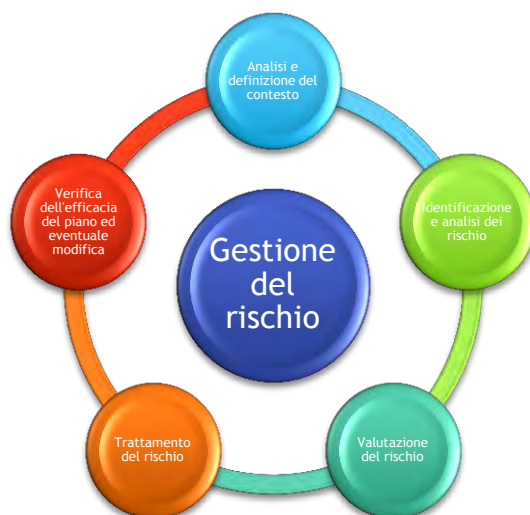 Analisi e
definizione del
contesto
Identificazione
e analisi dei
rischio
Valutazione
del rischio
Trattamento
del rischio
Verifica
dell'efficacia
del piano ed
eventuale
modifica
Gestione
del
rischio